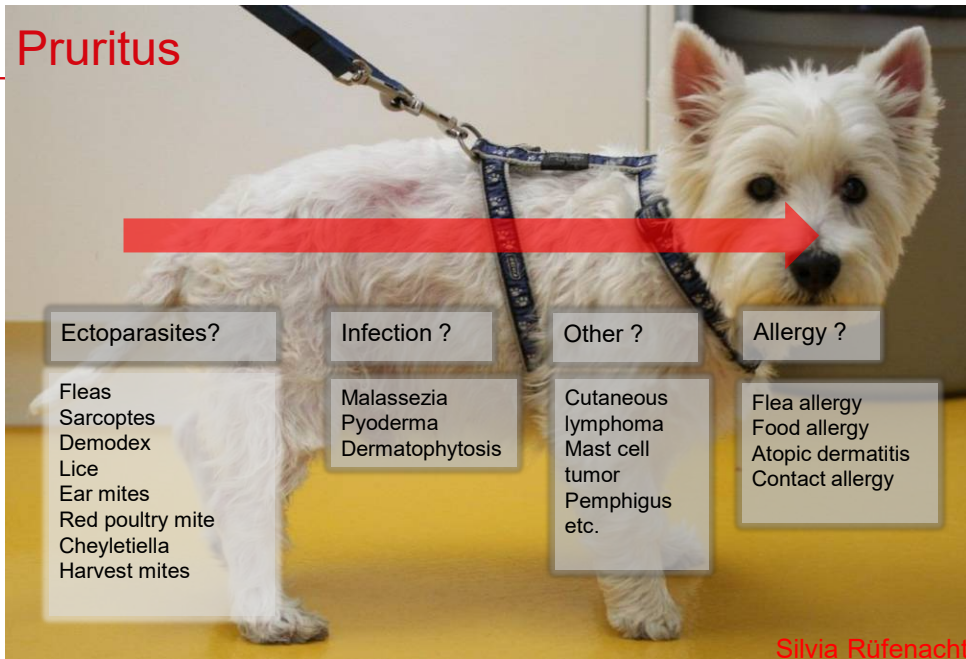 Pruritus
Ectoparasites?
Fleas
Sarcoptes
Demodex
Lice
Ear mites
Red poultry mite
Cheyletiella
Harvest mites
Infection ?
Malassezia
Pyoderma
Dermatophytosis
Other ?
Cutaneous
lymphoma
Mast cell
tumor
Pemphigus
etc.
Allergy ?
Flea allergy
Food allergy
Atopic dermatitis
Contact allergy
Silvia Rüfenacht